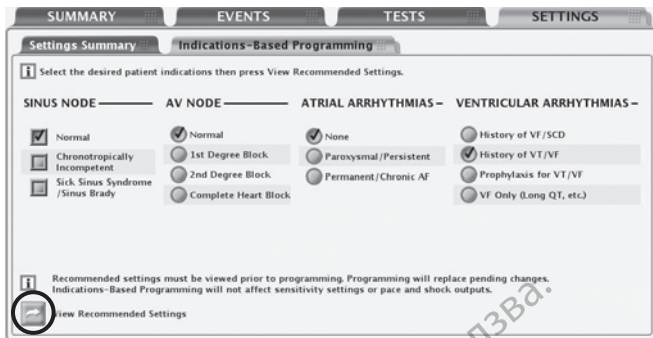 SUMMARY EVENTS TESTS SETTINGS
Settings Summary Indications-Based Programming
i Select the desired patient indications then press View Recommended Settings.
SINUS NODE AV NODE ATRIAL ARRHYTHMIAS VENTRICULAR ARRHYTHMIAS
Normal Normal None History of VF/SCD
Chronotropically
Incompetent 1st Degree Block Paroxysmal/Persistent History of VT/VF
Sick Sinus Syndrome
/Sinus Brady 2nd Degree Block Permanent/Chronic AF Prophylaxis for VT/VF
Complete Heart Block VF Only (Long QT, etc.)
i Recommended settings must be viewed prior to programming. Programming will replace pending changes.
Indications-Based Programming will not affect sensitivity settings or pace and shock outputs.
View Recommended Settings